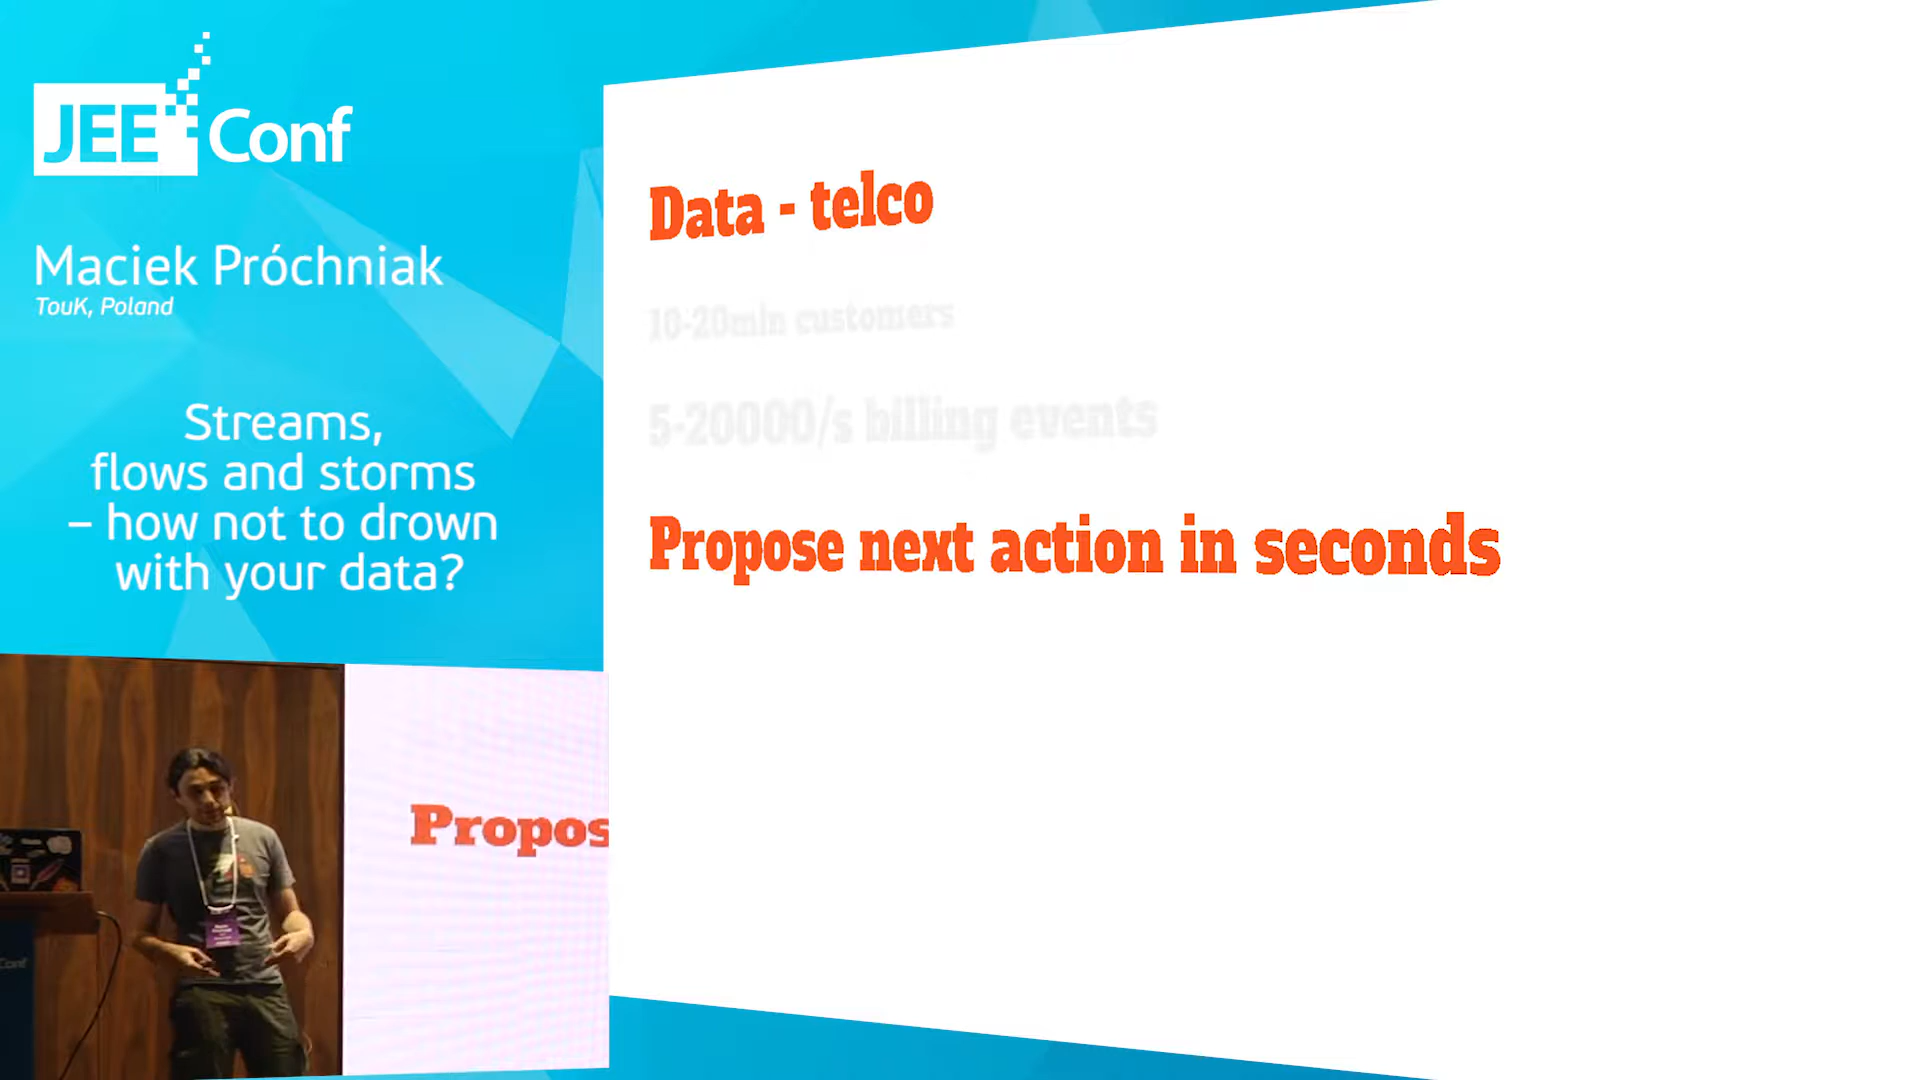 JEE Conf
Maciek Próchniak
TouK, Poland
Streams,
flows and storms
– how not to drown
with your data?
Data - telco
10-20mln customers
5-20000/s billing events
Propose next action in seconds
Propos
Conf